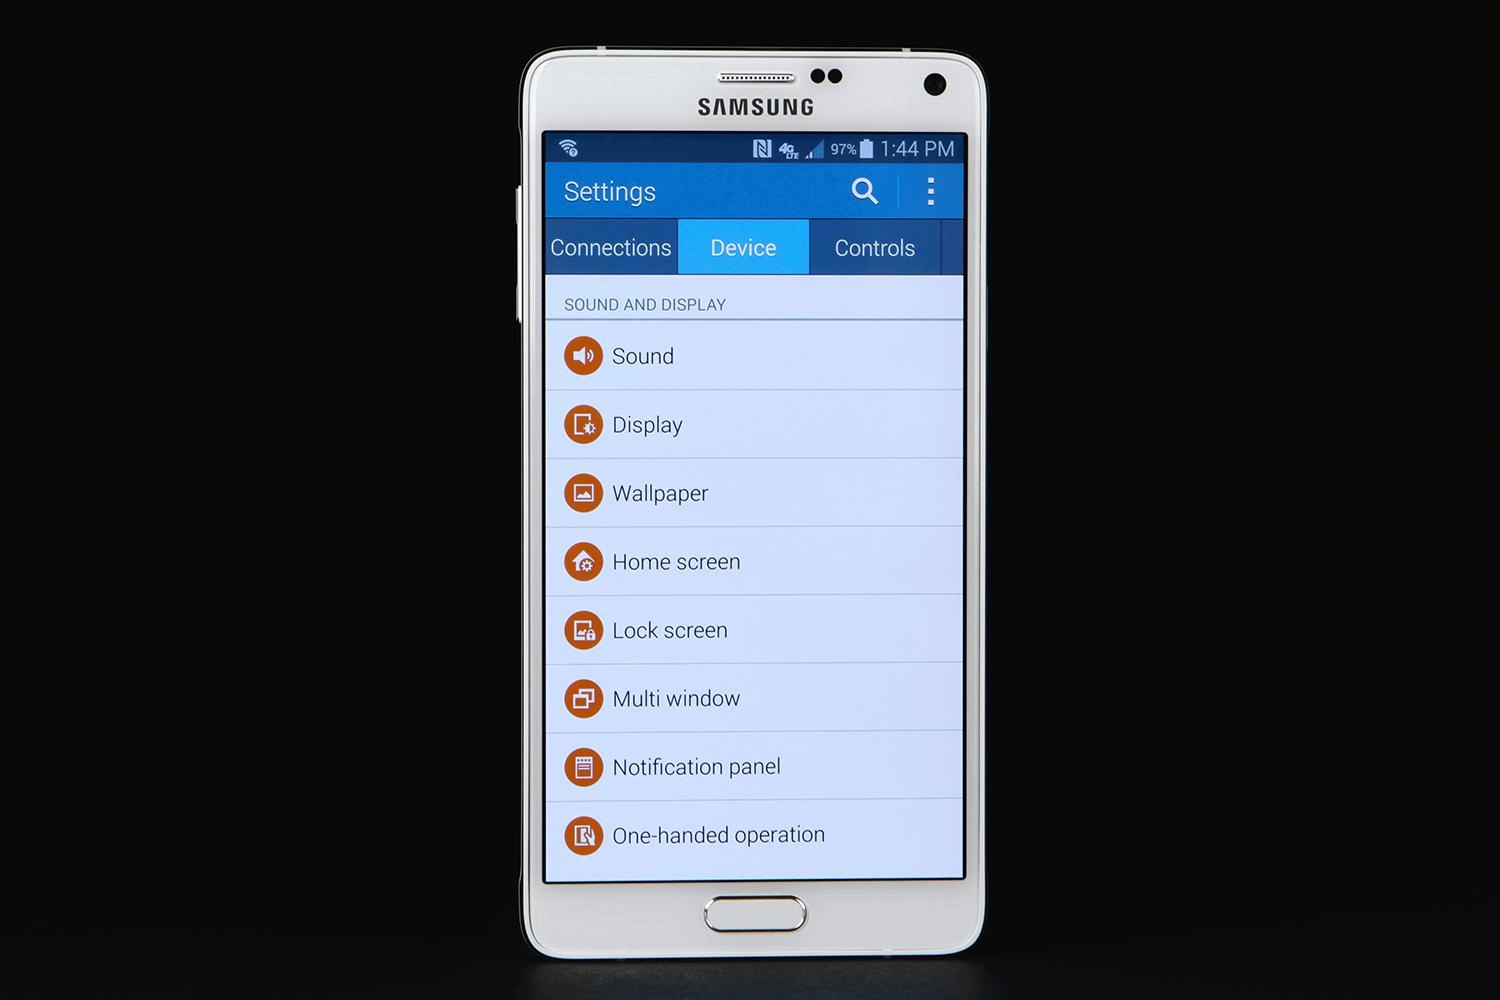 SAMSUNG
4G LTE 97% 1:44 PM
Settings
Connections Device Controls
SOUND AND DISPLAY
Sound
Display
Wallpaper
Home screen
Lock screen
Multi window
Notification panel
One-handed operation